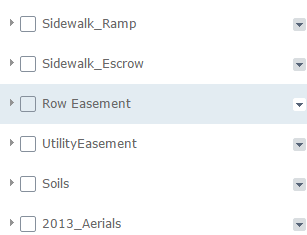 Sidewalk_Ramp
Sidewalk_Escrow
Row Easement
UtilityEasement
Soils
2013_Aerials